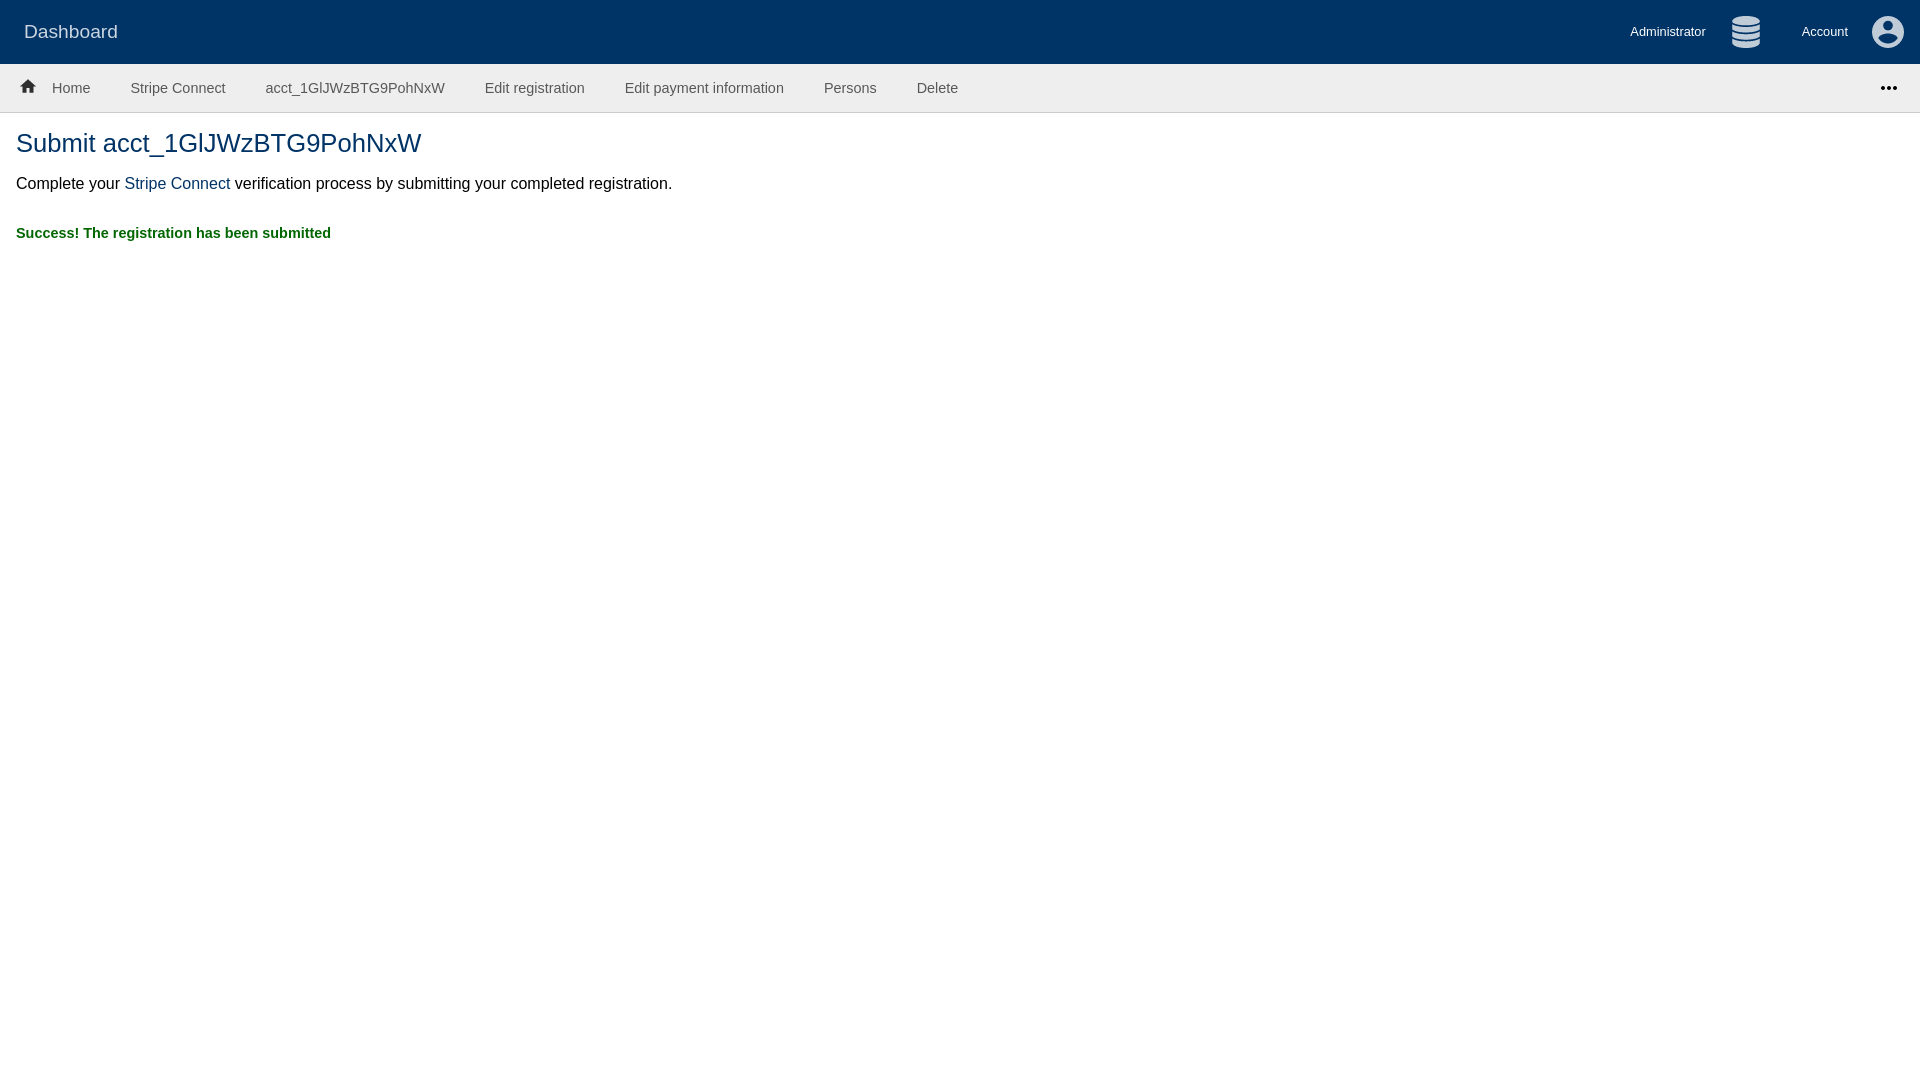 Dashboard
Administrator
Account
Home
Stripe Connect
acct_1GlJWzBTG9PohNxW
Edit registration
Edit payment information
Persons
Delete
Submit acct_1GlJWzBTG9PohNxW
Complete your Stripe Connect verification process by submitting your completed registration.
Success! The registration has been submitted